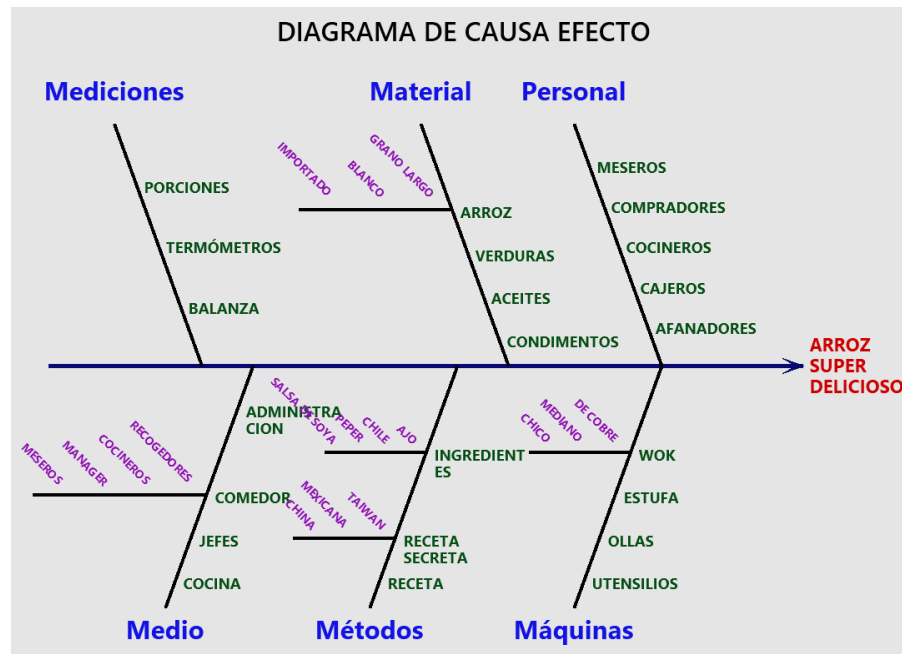 DIAGRAMA DE CAUSA EFECTO
Mediciones
Material
Personal
PORCIONES
TERMÓMETROS
BALANZA
IMPORTADO
BLANCO
GRANO LARGO
ARROZ
VERDURAS
ACEITES
CONDIMENTOS
MESEROS
COMPRADORES
COCINEROS
CAJEROS
AFANADORES
ARROZ
SUPER
DELICIOSO
ADMINISTRA
CION
MESEROS
MANAGER
COCINEROS
RECOGEDORES
COMEDOR
JEFES
COCINA
SALSA DE SOYA
PEPER
CHILE
AJO
INGREDIENT
ES
CHINA
MEXICANA
TAIWAN
RECETA
SECRETA
RECETA
CHICO
MEDIANO
DE COBRE
WOK
ESTUFA
OLLAS
UTENSILIOS
Medio
Métodos
Máquinas